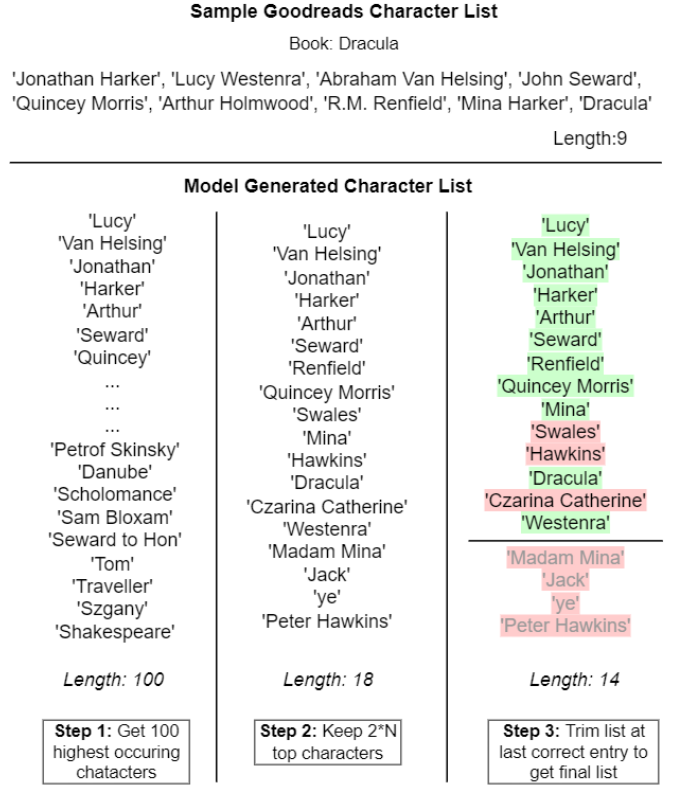 Sample Goodreads Character List
Book: Dracula
'Jonathan Harker', 'Lucy Westenra', 'Abraham Van Helsing', 'John Seward',
'Quincey Morris', 'Arthur Holmwood', 'R.M. Renfield', 'Mina Harker', 'Dracula'
Length:9
Model Generated Character List
'Lucy'
'Van Helsing'
'Jonathan'
'Harker'
'Arthur'
'Seward'
'Quincey'
...
...
...
'Petrof Skinsky'
'Danube'
'Scholomance'
'Sam Bloxam'
'Seward to Hon'
'Tom'
'Traveller'
'Szgany'
'Shakespeare'
Length: 100
Step 1: Get 100
highest occuring
chatacters
'Lucy'
'Van Helsing'
'Jonathan'
'Harker'
'Arthur'
'Seward'
'Renfield'
'Quincey Morris'
'Swales'
'Mina'
'Hawkins'
'Dracula'
'Czarina Catherine'
'Westenra'
'Madam Mina'
'Jack'
'ye'
'Peter Hawkins'
Length: 18
Step 2: Keep 2*N
top characters
'Lucy'
'Van Helsing'
'Jonathan'
'Harker'
'Arthur'
'Seward'
'Renfield'
'Quincey Morris'
'Mina'
'Swales'
'Hawkins'
'Dracula'
'Czarina Catherine'
'Westenra'
'Madam Mina'
'Jack'
'ye'
'Peter Hawkins'
Length: 14
Step 3: Trim list at
last correct entry to
get final list